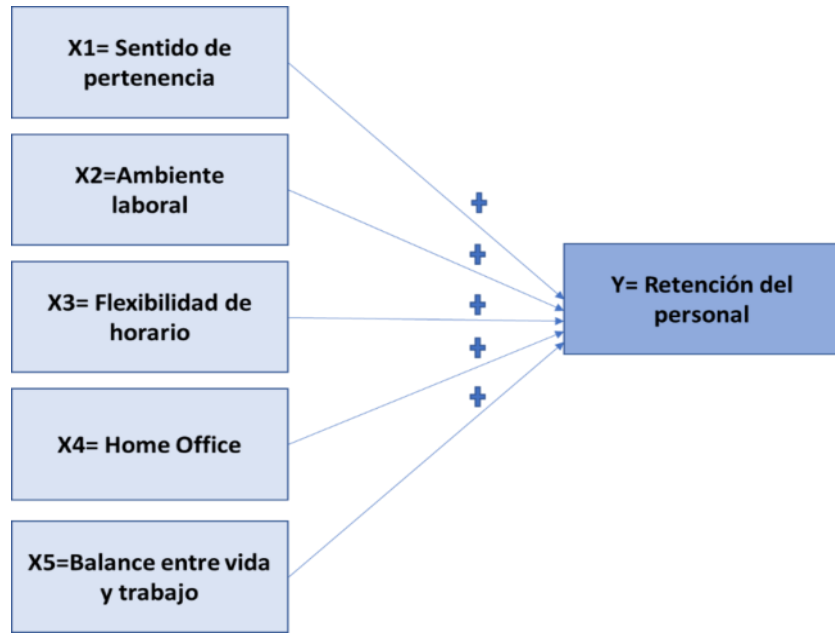 X1= Sentido de
pertenencia
X2=Ambiente
laboral
X3= Flexibilidad de
horario
X4= Home Office
X5=Balance entre vida
y trabajo
+
+
+
+
+
Y= Retención del
personal